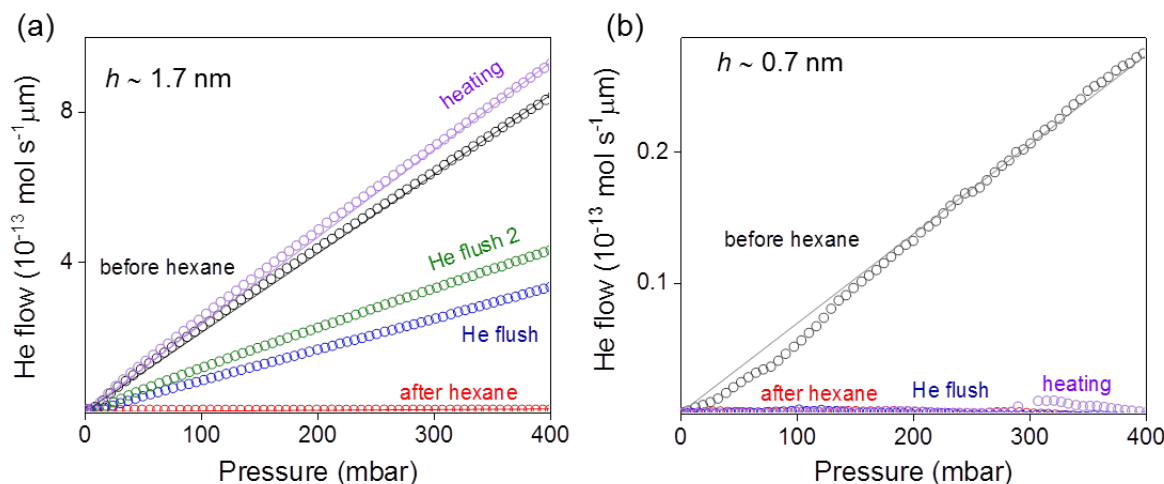 (a)
h ~ 1.7 nm
heating
before hexane
He flush 2
He flush
after hexane
8
4
0
100
200
300
400
Pressure (mbar)
He flow (10⁻¹³ mol s⁻¹µm)
(b)
h ~ 0.7 nm
before hexane
after hexane
He flush
heating
0.2
0.1
0
0
100
200
300
400
Pressure (mbar)
He flow (10⁻¹³ mol s⁻¹µm)